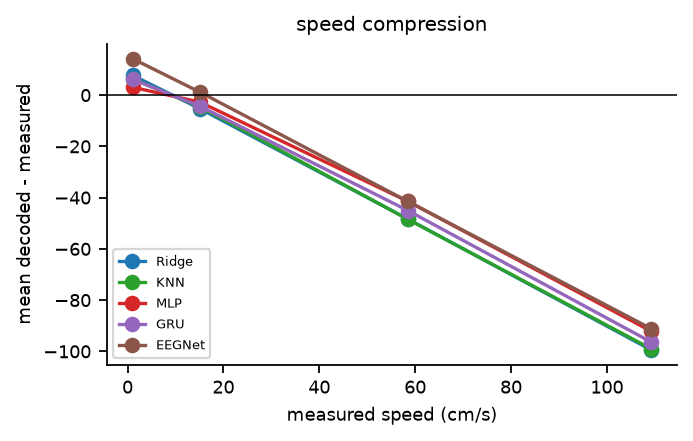 speed compression
mean decoded - measured
0
−20
−40
−60
−80
−100
Ridge
KNN
MLP
GRU
EEGNet
0 20 40 60 80 100
measured speed (cm/s)